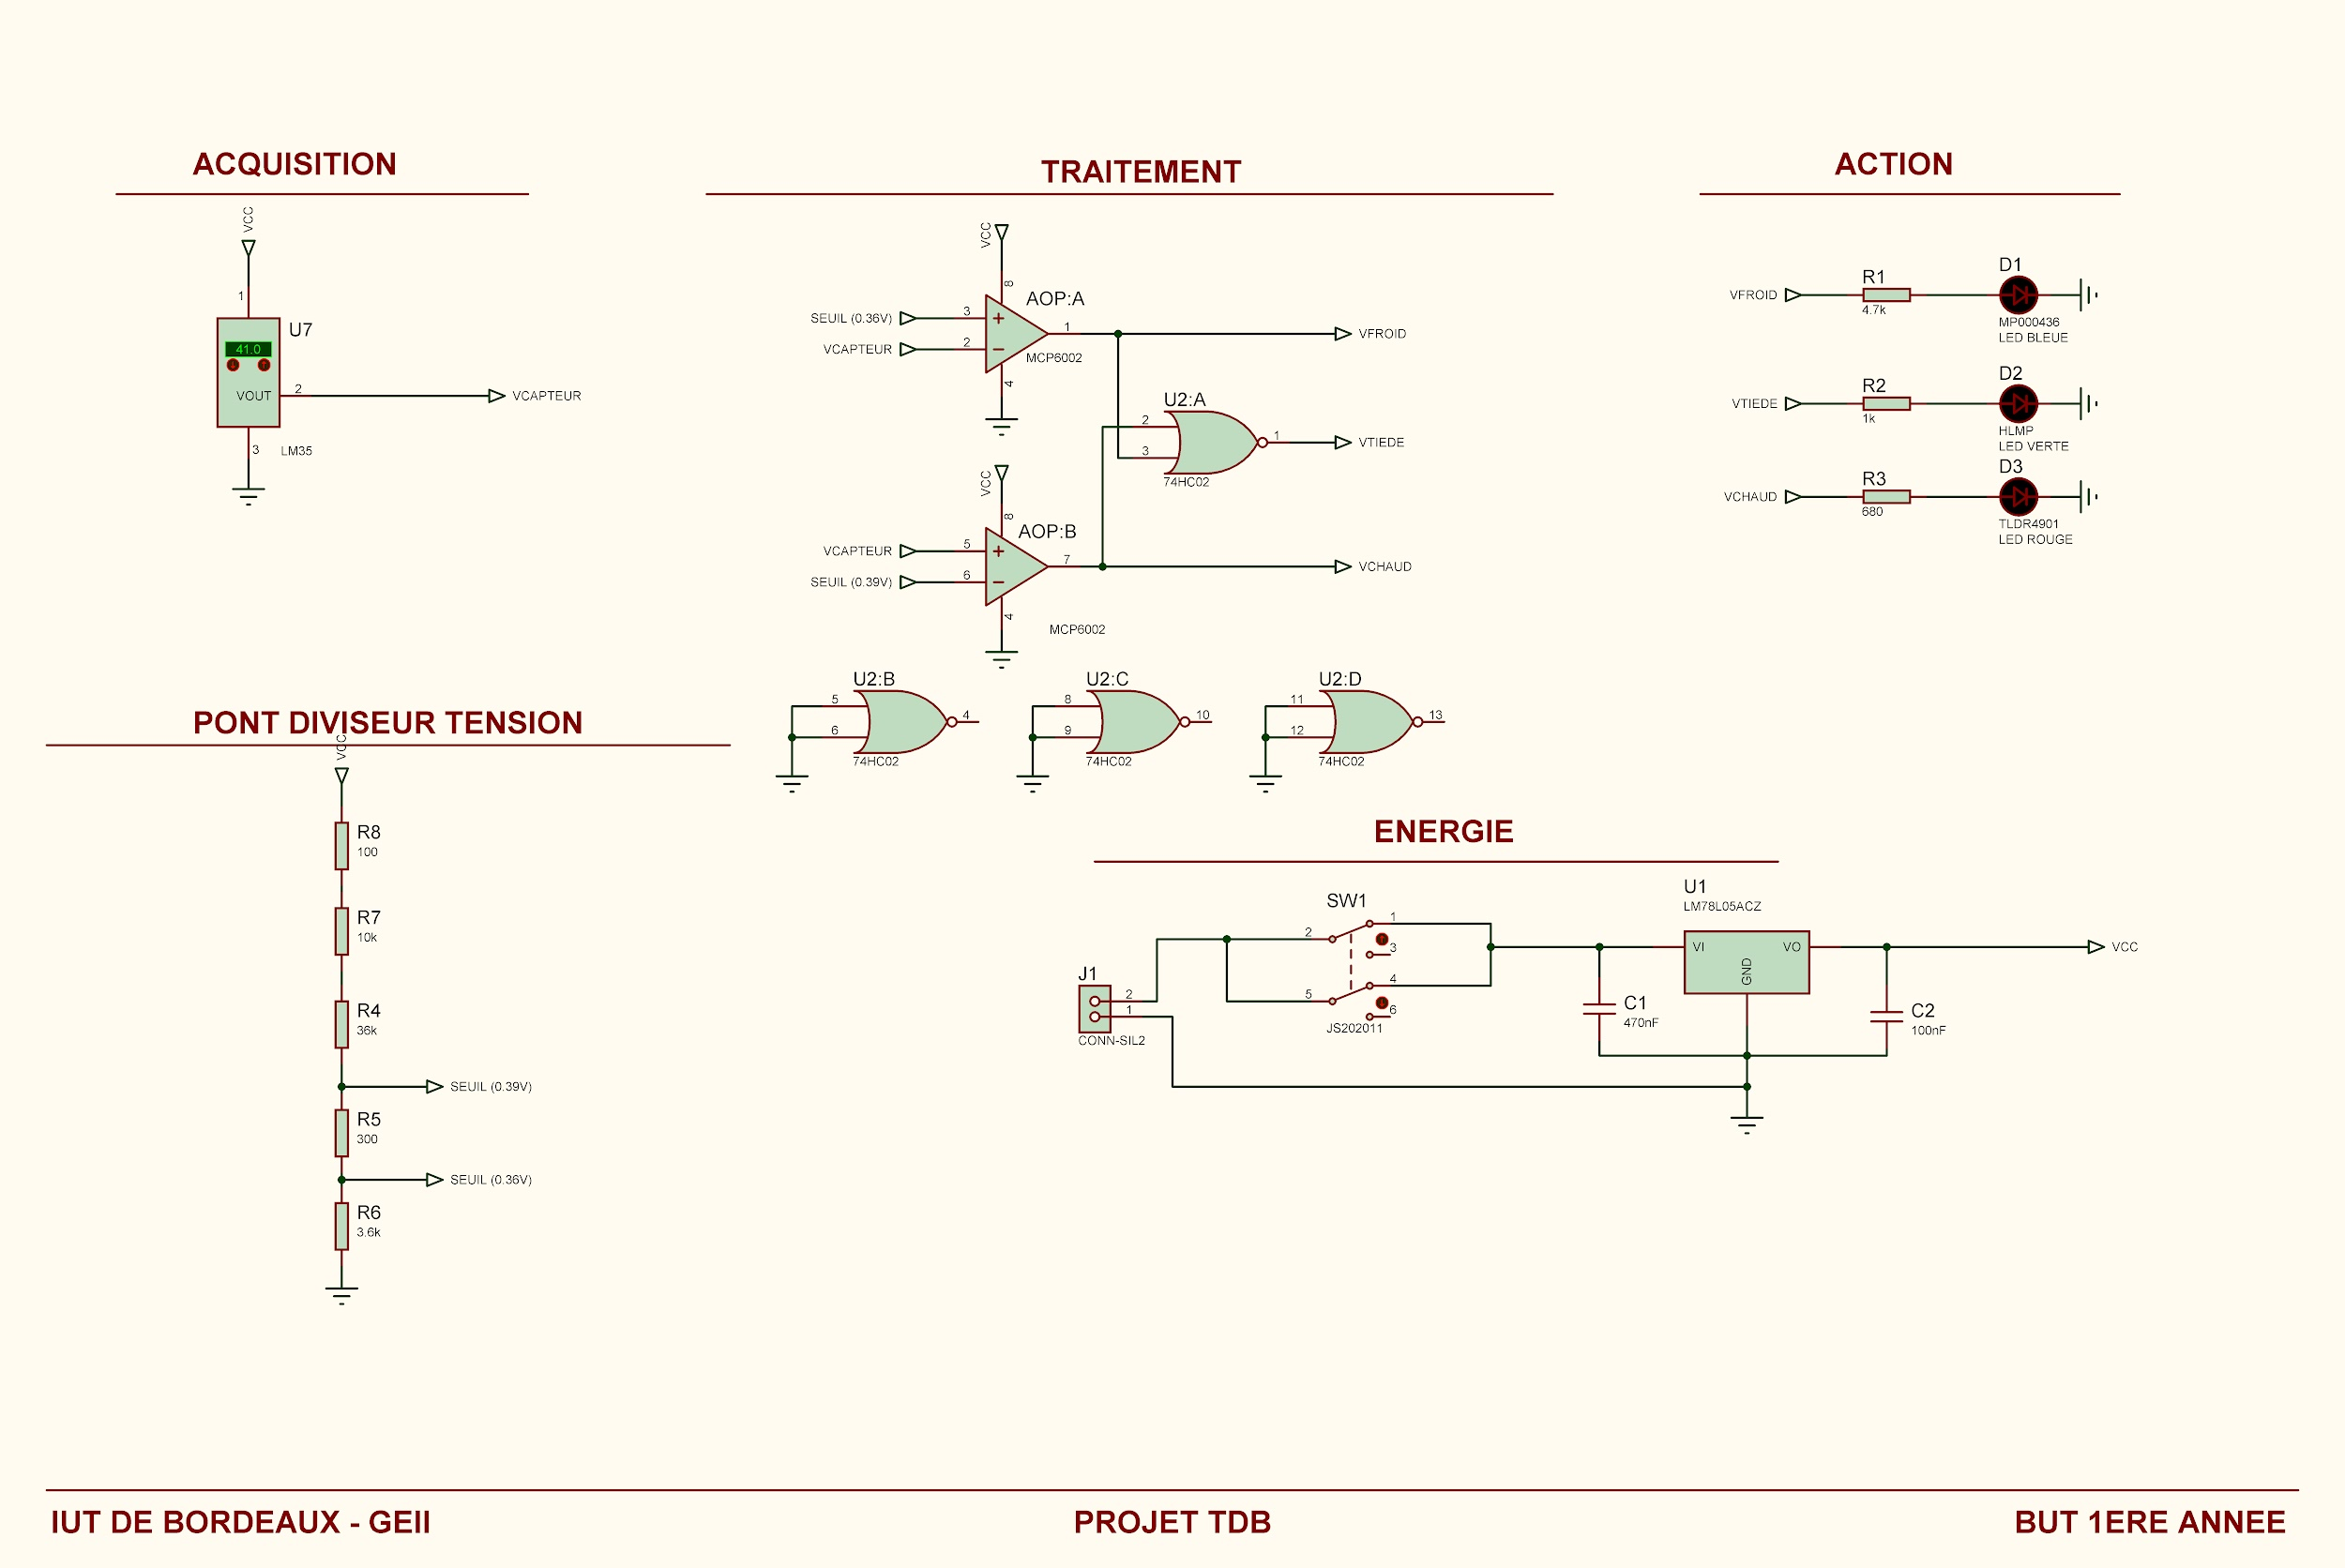 ACQUISITION
VCC
1
U7
41.0
VOUT
2
VCAPTEUR
3
LM35
TRAITEMENT
VCC
8
AOP:A
SEUIL (0.36V)
3
1
VFROID
VCAPTEUR
2
MCP6002
4
U2:A
2
3
1
VTIEDE
74HC02
VCC
8
AOP:B
VCAPTEUR
5
7
VCHAUD
SEUIL (0.39V)
6
4
MCP6002
U2:B
5
6
4
74HC02
U2:C
8
9
10
74HC02
U2:D
11
12
13
74HC02
ACTION
VFROID
R1
4.7k
D1
MP000436
LED BLEUE
VTIEDE
R2
1k
D2
HLMP
LED VERTE
VCHAUD
R3
680
D3
TLDR4901
LED ROUGE
PONT DIVISEUR TENSION
VCC
R8
100
R7
10k
R4
36k
SEUIL (0.39V)
R5
300
SEUIL (0.36V)
R6
3.6k
ENERGIE
J1
2
1
CONN-SIL2
SW1
2
1
3
5
4
6
JS202011
C1
470nF
U1
LM78L05ACZ
VI
VO
GND
C2
100nF
VCC
IUT DE BORDEAUX - GEII
PROJET TDB
BUT 1ERE ANNEE